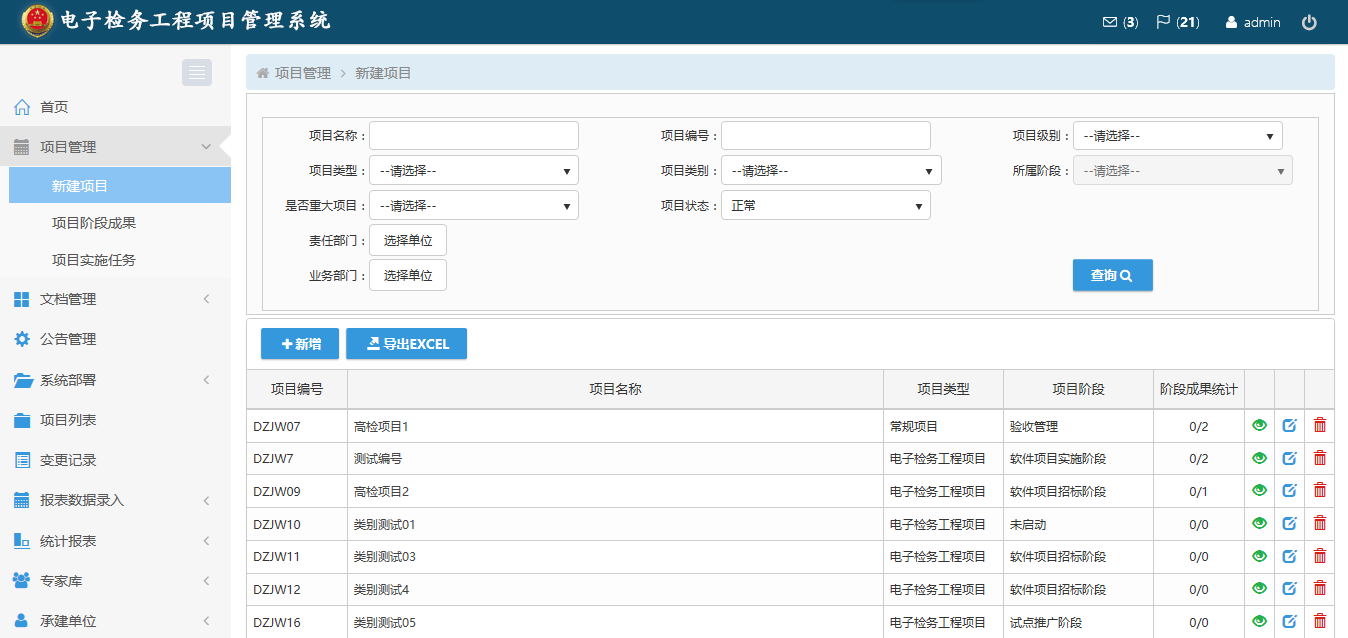 电子检务工程项目管理系统
(3) (21) admin
首页
项目管理
新建项目
项目阶段成果
项目实施任务
文档管理
公告管理
系统部署
项目列表
变更记录
报表数据录入
统计报表
专家库
承建单位
项目管理 > 新建项目
项目名称： 项目编号： 项目级别： --请选择--
项目类型： --请选择-- 项目类别： --请选择-- 所属阶段： --请选择--
是否重大项目： --请选择-- 项目状态： 正常
责任部门： 选择单位
业务部门： 选择单位 查询
新增 导出EXCEL
项目编号 项目名称 项目类型 项目阶段 阶段成果统计
DZJW07 高检项目1 常规项目 验收管理 0/2
DZJW7 测试编号 电子检务工程项目 软件项目实施阶段 0/2
DZJW09 高检项目2 电子检务工程项目 软件项目招标阶段 0/1
DZJW10 类别测试01 电子检务工程项目 未启动 0/0
DZJW11 类别测试03 电子检务工程项目 软件项目招标阶段 0/0
DZJW12 类别测试4 电子检务工程项目 软件项目招标阶段 0/0
DZJW16 类别测试05 电子检务工程项目 试点推广阶段 0/0